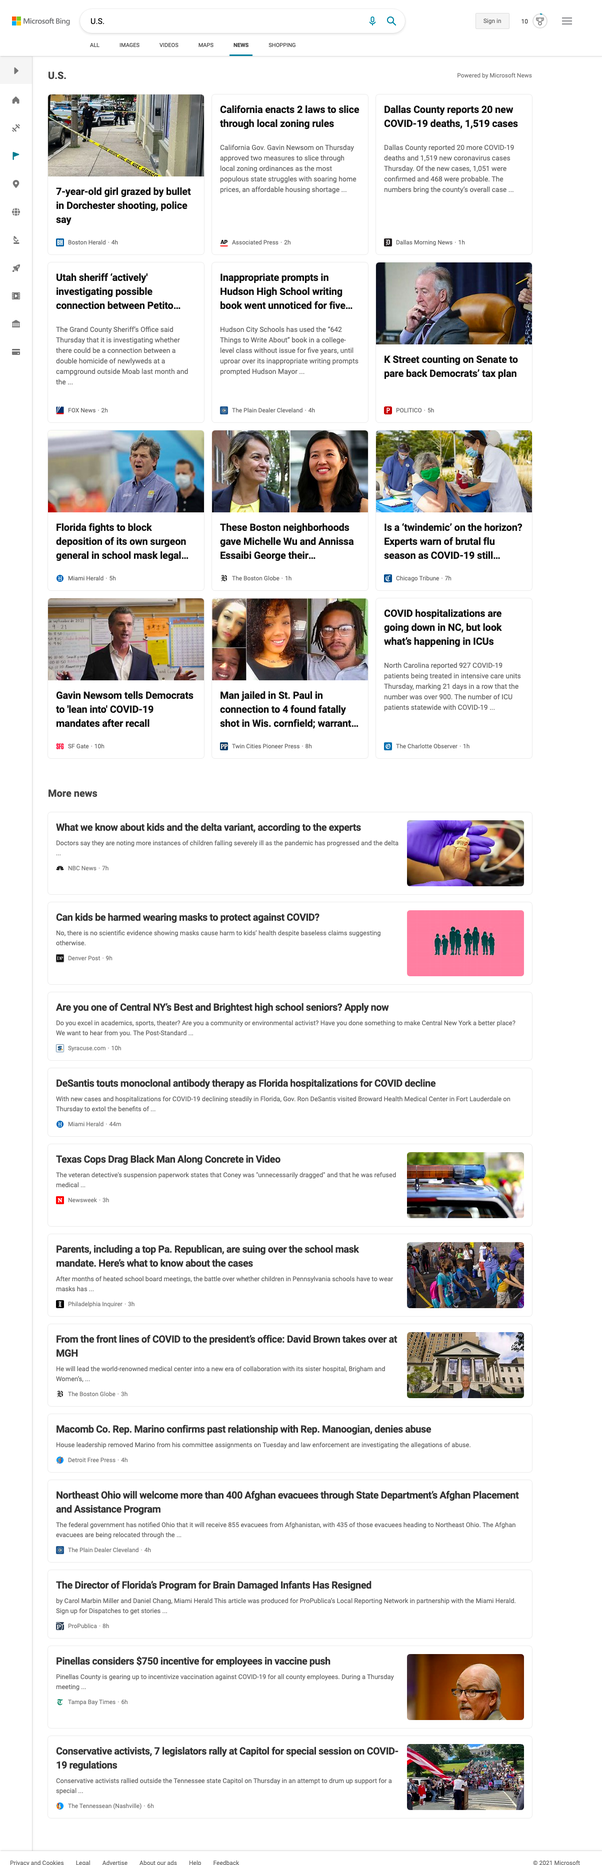 Microsoft Bing
U.S.
Sign in
10
ALL
IMAGES
VIDEOS
MAPS
NEWS
SHOPPING
U.S.
Powered by Microsoft News
7-year-old girl grazed by bullet
in Dorchester shooting, police
say
Boston Herald · 4h
California enacts 2 laws to slice
through local zoning rules
California Gov. Gavin Newsom on Thursday
approved two measures to slice through
local zoning ordinances as the most
populous state struggles with soaring home
prices, an affordable housing shortage ...
AP
Associated Press · 2h
Dallas County reports 20 new
COVID-19 deaths, 1,519 cases
Dallas County reported 20 more COVID-19
deaths and 1,519 new coronavirus cases
Thursday. Of the new cases, 1,051 were
confirmed and 468 were probable. The
numbers bring the county's overall case ...
Dallas Morning News · 1h
Utah sheriff 'actively'
investigating possible
connection between Petito...
The Grand County Sheriff's Office said
Thursday that it is investigating whether
there could be a connection between a
double homicide of newlyweds at a
campground outside Moab last month and
the ...
FOX News · 2h
Inappropriate prompts in
Hudson High School writing
book went unnoticed for five...
Hudson City Schools has used the "642
Things to Write About" book in a college-
level class without issue for five years, until
uproar over its inappropriate writing prompts
prompted Hudson Mayor ...
The Plain Dealer Cleveland · 4h
K Street counting on Senate to
pare back Democrats' tax plan
POLITICO · 5h
Florida fights to block
deposition of its own surgeon
general in school mask legal...
Miami Herald · 5h
These Boston neighborhoods
gave Michelle Wu and Annissa
Essaibi George their...
The Boston Globe · 1h
Is a 'twindemic' on the horizon?
Experts warn of brutal flu
season as COVID-19 still...
Chicago Tribune · 7h
Gavin Newsom tells Democrats
to 'lean into' COVID-19
mandates after recall
SF Gate · 10h
Man jailed in St. Paul in
connection to 4 found fatally
shot in Wis. cornfield; warrant...
PP
Twin Cities Pioneer Press · 8h
COVID hospitalizations are
going down in NC, but look
what's happening in ICUs
North Carolina reported 927 COVID-19
patients being treated in intensive care units
Thursday, marking 21 days in a row that the
number was over 900. The number of ICU
patients statewide with COVID-19 ...
The Charlotte Observer · 1h
More news
What we know about kids and the delta variant, according to the experts
Doctors say they are noting more instances of children falling severely ill as the pandemic has progressed and the delta
...
NBC News · 7h
Can kids be harmed wearing masks to protect against COVID?
No, there is no scientific evidence showing masks cause harm to kids' health despite baseless claims suggesting
otherwise.
DP
Denver Post · 9h
Are you one of Central NY's Best and Brightest high school seniors? Apply now
Do you excel in academics, sports, theater? Are you a community or environmental activist? Have you done something to make Central New York a better place?
We want to hear from you. The Post-Standard ...
S
Syracuse.com · 10h
DeSantis touts monoclonal antibody therapy as Florida hospitalizations for COVID decline
With new cases and hospitalizations for COVID-19 declining steadily in Florida, Gov. Ron DeSantis visited Broward Health Medical Center in Fort Lauderdale on
Thursday to extol the benefits of ...
Miami Herald · 44m
Texas Cops Drag Black Man Along Concrete in Video
The veteran detective's suspension paperwork states that Coney was "unnecessarily dragged" and that he was refused
medical ...
N
Newsweek · 3h
Parents, including a top Pa. Republican, are suing over the school mask
mandate. Here's what to know about the cases
After months of heated school board meetings, the battle over whether children in Pennsylvania schools have to wear
masks has ...
Philadelphia Inquirer · 3h
From the front lines of COVID to the president's office: David Brown takes over at
MGH
He will lead the world-renowned medical center into a new era of collaboration with its sister hospital, Brigham and
Women's, ...
The Boston Globe · 3h
Macomb Co. Rep. Marino confirms past relationship with Rep. Manoogian, denies abuse
House leadership removed Marino from his committee assignments on Tuesday and law enforcement are investigating the allegations of abuse.
Detroit Free Press · 4h
Northeast Ohio will welcome more than 400 Afghan evacuees through State Department's Afghan Placement
and Assistance Program
The federal government has notified Ohio that it will receive 855 evacuees from Afghanistan, with 435 of those evacuees heading to Northeast Ohio. The Afghan
evacuees are being relocated through the ...
The Plain Dealer Cleveland · 4h
The Director of Florida's Program for Brain Damaged Infants Has Resigned
by Carol Marbin Miller and Daniel Chang, Miami Herald This article was produced for ProPublica's Local Reporting Network in partnership with the Miami Herald.
Sign up for Dispatches to get stories ...
ProPublica · 8h
Pinellas considers $750 incentive for employees in vaccine push
Pinellas County is gearing up to incentivize vaccination against COVID-19 for all county employees. During a Thursday
meeting ...
Tampa Bay Times · 6h
Conservative activists, 7 legislators rally at Capitol for special session on COVID-
19 regulations
Conservative activists rallied outside the Tennessee state Capitol on Thursday in an attempt to drum up support for a
special ...
The Tennessean (Nashville) · 6h
Privacy and Cookies
Legal
Advertise
About our ads
Help
Feedback
© 2021 Microsoft